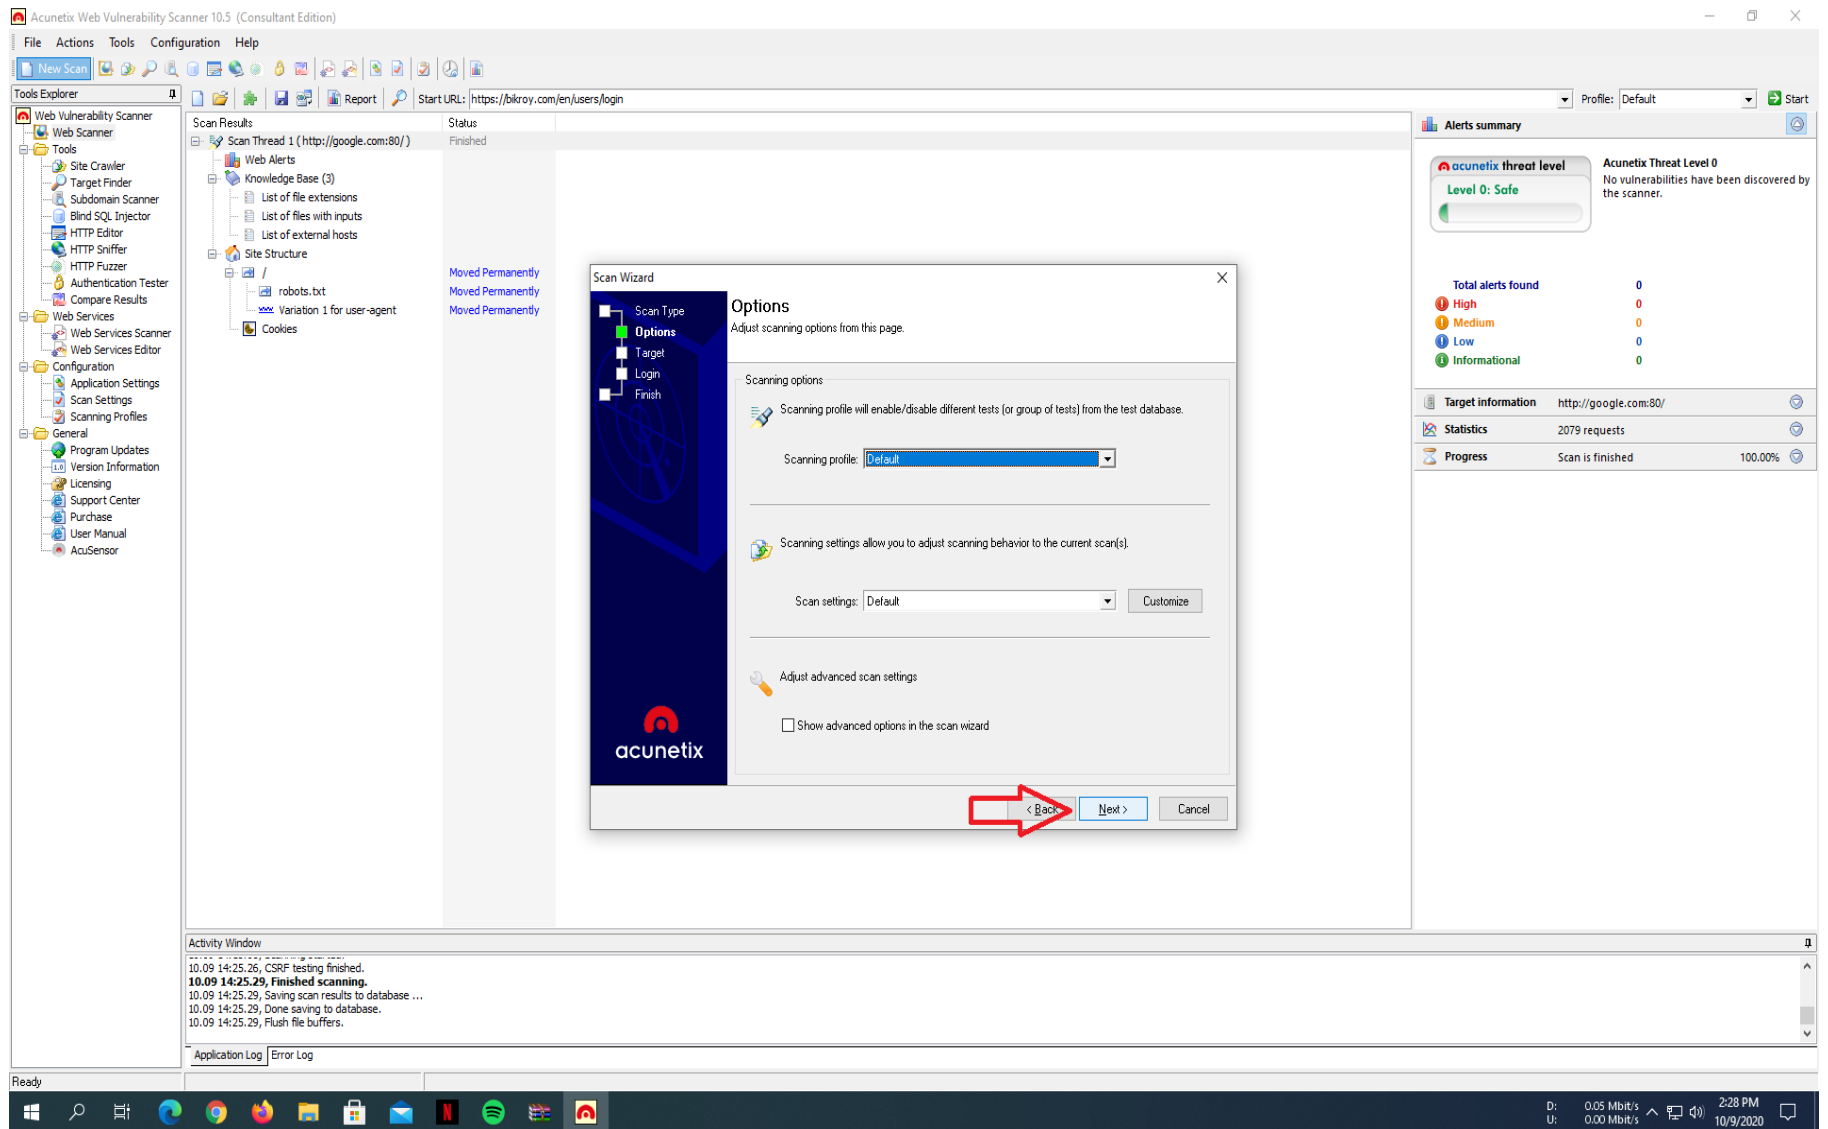 Acunetix Web Vulnerability Scanner 10.5 (Consultant Edition)
File Actions Tools Configuration Help
New Scan
Tools Explorer
Report
Start URL: https://bikroy.com/en/users/login
Profile: Default
Start
Web Vulnerability Scanner
Web Scanner
Tools
Site Crawler
Target Finder
Subdomain Scanner
Blind SQL Injector
HTTP Editor
HTTP Sniffer
HTTP Fuzzer
Authentication Tester
Compare Results
Web Services
Web Services Scanner
Web Services Editor
Configuration
Application Settings
Scan Settings
Scanning Profiles
General
Program Updates
1.0 Version Information
Licensing
Support Center
Purchase
User Manual
AcuSensor
Scan Results Status
Scan Thread 1 ( http://google.com:80/ ) Finished
Web Alerts
Knowledge Base (3)
List of file extensions
List of files with inputs
List of external hosts
Site Structure
/ Moved Permanently
robots.txt Moved Permanently
Variation 1 for user-agent Moved Permanently
Cookies
Scan Wizard
Scan Type
Options
Target
Login
Finish
acunetix
Options
Adjust scanning options from this page.
Scanning options
Scanning profile will enable/disable different tests (or group of tests) from the test database.
Scanning profile: Default
Scanning settings allow you to adjust scanning behavior to the current scan(s).
Scan settings: Default Customize
Adjust advanced scan settings
Show advanced options in the scan wizard
< Back Next > Cancel
Alerts summary
acunetix threat level
Level 0: Safe
Acunetix Threat Level 0
No vulnerabilities have been discovered by
the scanner.
Total alerts found 0
High 0
Medium 0
Low 0
Informational 0
Target information http://google.com:80/
Statistics 2079 requests
Progress Scan is finished 100.00%
Activity Window
10.09 14:25.26, CSRF testing finished.
10.09 14:25.29, Finished scanning.
10.09 14:25.29, Saving scan results to database ...
10.09 14:25.29, Done saving to database.
10.09 14:25.29, Flush file buffers.
Application Log Error Log
Ready
D: 0.05 Mbit/s
U: 0.00 Mbit/s
2:28 PM
10/9/2020